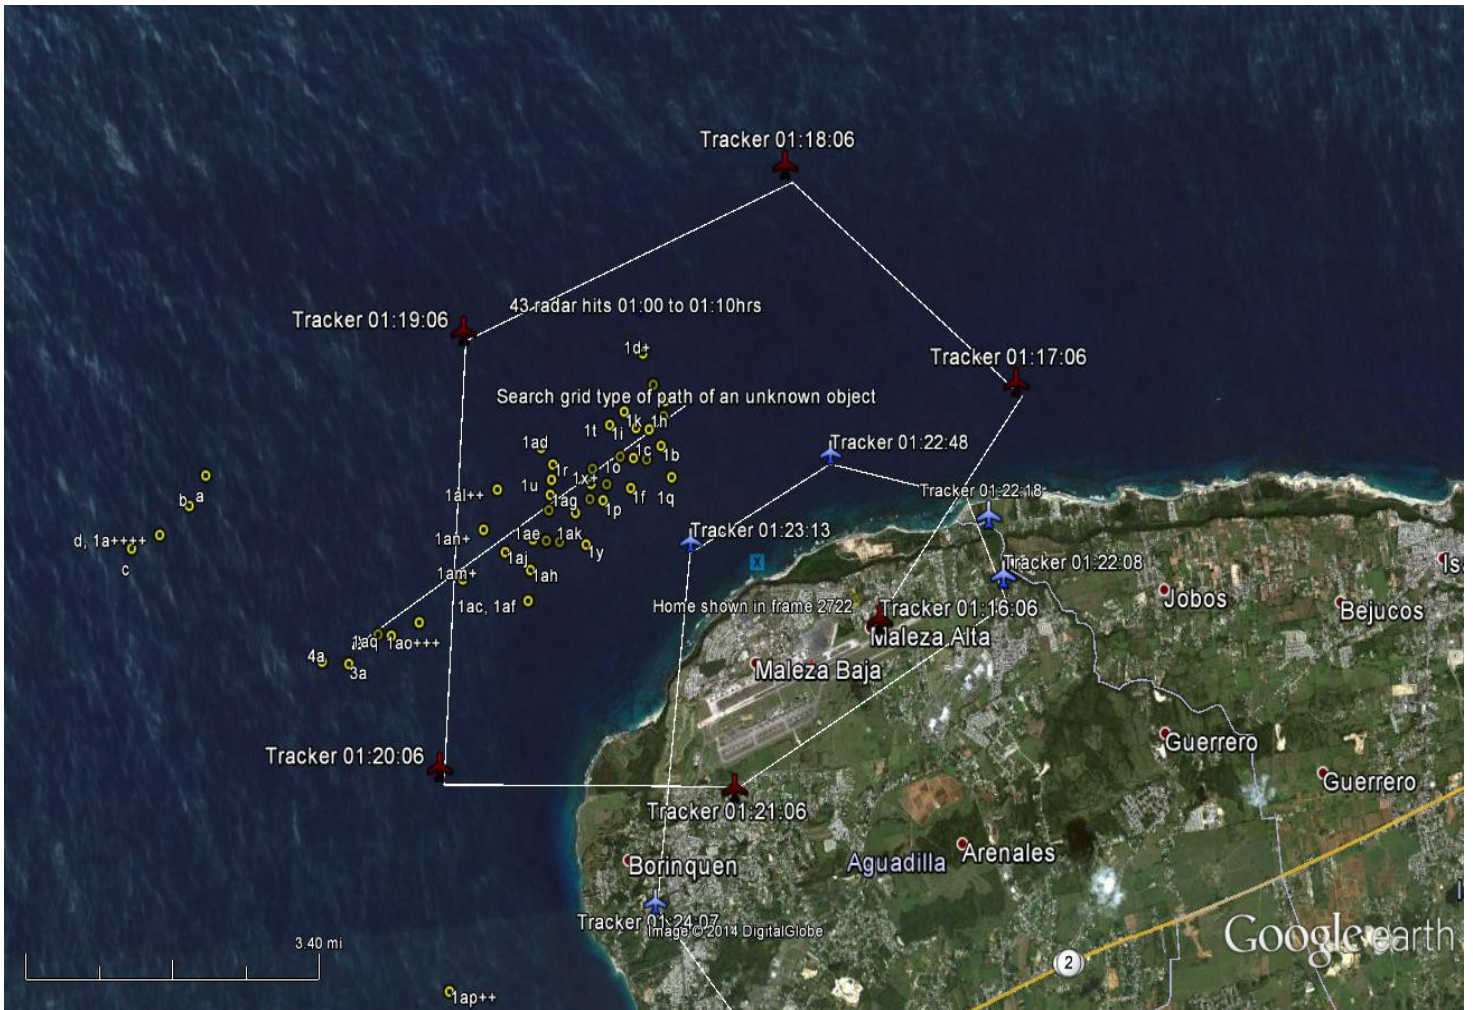 Tracker 01:18:06
43 radar hits 01:00 to 01:10hrs
Tracker 01:19:06
1d+
Tracker 01:17:06
Search grid type of path of an unknown object
1t
1i
1k
1h
Tracker 01:22:48
1ad
1r
1o
1c
1b
1u
1x+
1al++
1ag
1f
1q
1p
Tracker 01:22:18
b
a
1an+
1ae
1ak
Tracker 01:23:13
d, 1a++++
1aj
1y
X
c
1am+
1ah
Tracker 01:22:08
1ac, 1af
Home shown in frame 2722
Tracker 01:16:06
Jobos
Bejucos
Isa
1aq
1ao+++
Maleza Alta
4a
3a
Maleza Baja
Guerrero
Tracker 01:20:06
Guerrero
Tracker 01:21:06
Borinquen
Aguadilla
Arenales
Tracker 01:24:07
Image © 2014 DigitalGlobe
3.40 mi
Google earth
2
1ap++